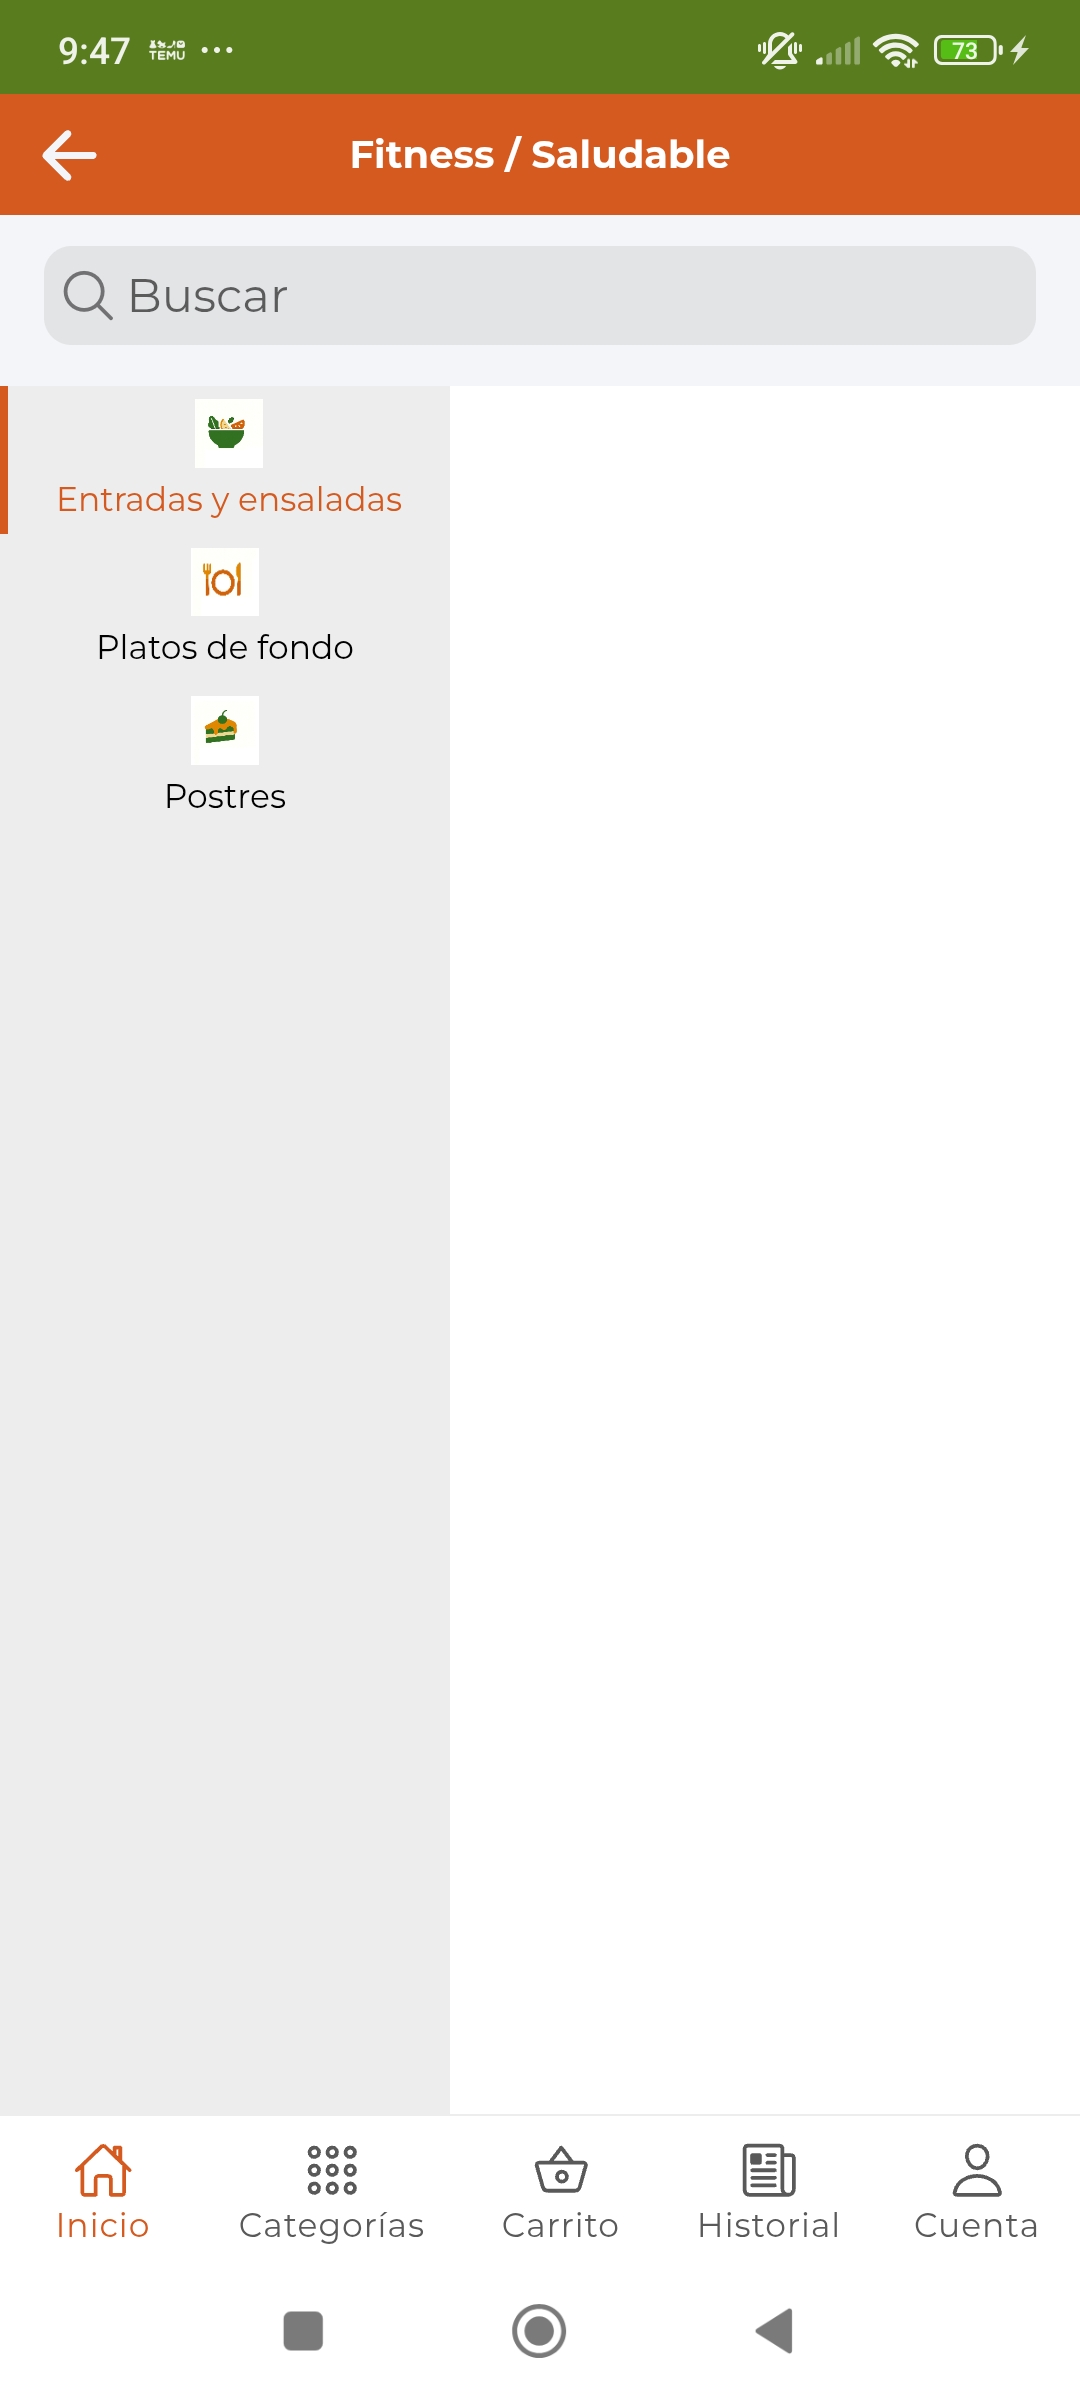 9:47
TEMU
73
Fitness / Saludable
Buscar
Entradas y ensaladas
Platos de fondo
Postres
Inicio
Categorías
Carrito
Historial
Cuenta